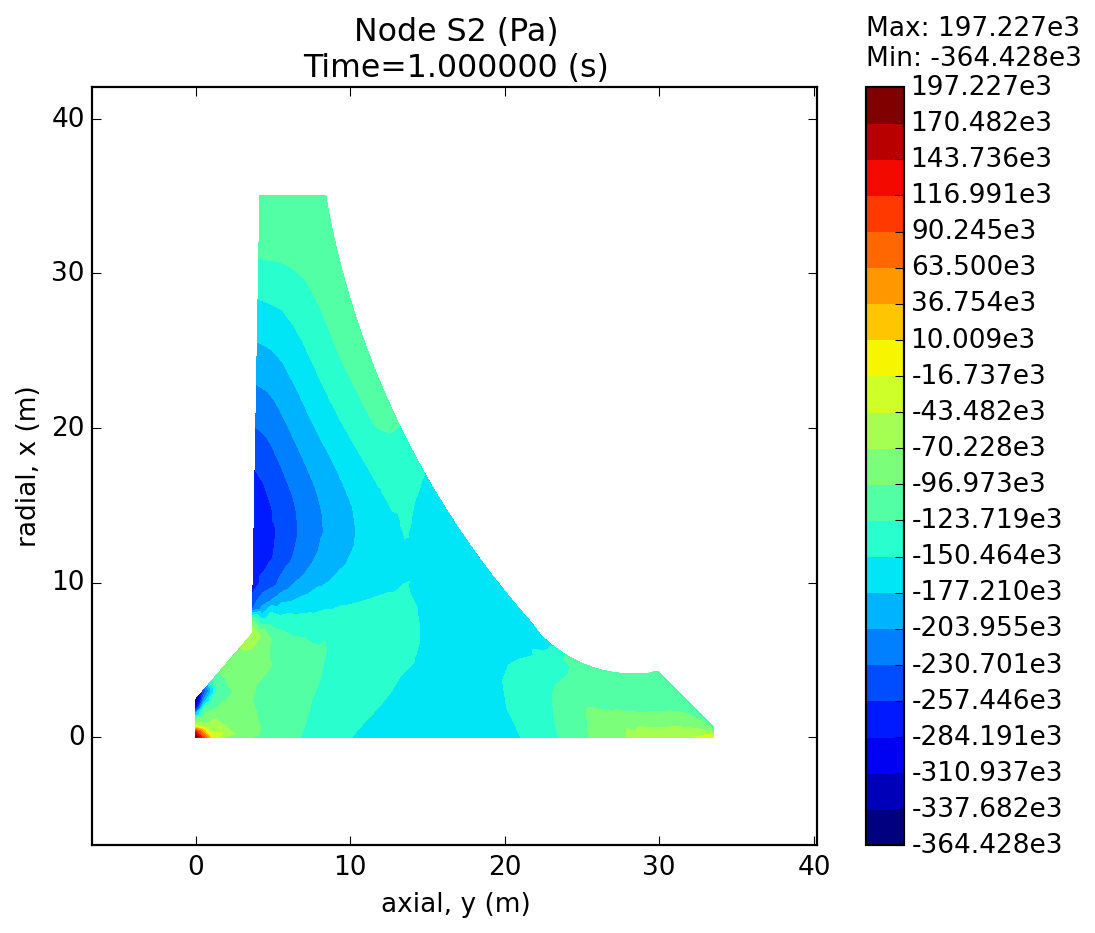 Node S2 (Pa)
Time=1.000000 (s)
Max: 197.227e3
Min: -364.428e3
197.227e3
170.482e3
143.736e3
116.991e3
90.245e3
63.500e3
36.754e3
10.009e3
-16.737e3
-43.482e3
-70.228e3
-96.973e3
-123.719e3
-150.464e3
-177.210e3
-203.955e3
-230.701e3
-257.446e3
-284.191e3
-310.937e3
-337.682e3
-364.428e3
40
30
20
10
0
radial, x (m)
0 10 20 30 40
axial, y (m)